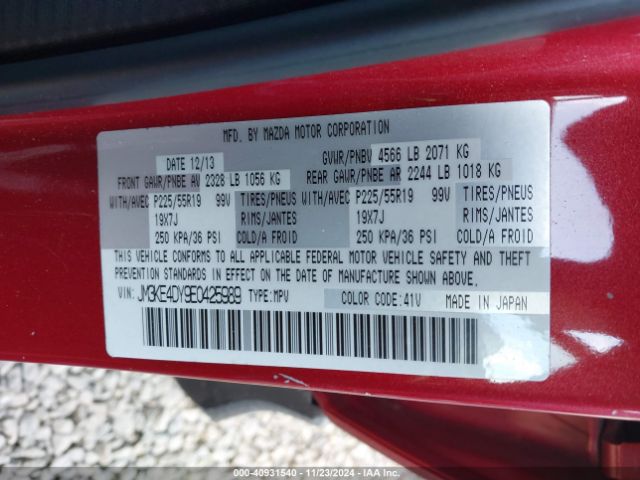 MFD. BY MAZDA MOTOR CORPORATION
DATE 12/13 GVWR/PNBV 4566 LB 2071 KG
FRONT GAWR/PNBE AV 2328 LB 1056 KG REAR GAWR/PNBE AR 2244 LB 1018 KG
WITH/AVEC P225/55R19 99V TIRES/PNEUS WITH/AVEC P225/55R19 99V TIRES/PNEUS
19X7J RIMS/JANTES 19X7J RIMS/JANTES
250 KPA/36 PSI COLD/A FROID 250 KPA/36 PSI COLD/A FROID
THIS VEHICLE CONFORMS TO ALL APPLICABLE FEDERAL MOTOR VEHICLE SAFETY AND THEFT
PREVENTION STANDARDS IN EFFECT ON THE DATE OF MANUFACTURE SHOWN ABOVE.
VIN: JM3KE4DY9E0425989 TYPE:MPV COLOR CODE:41V MADE IN JAPAN
© - 40931540 - 11/23/2024 - IAA Inc.